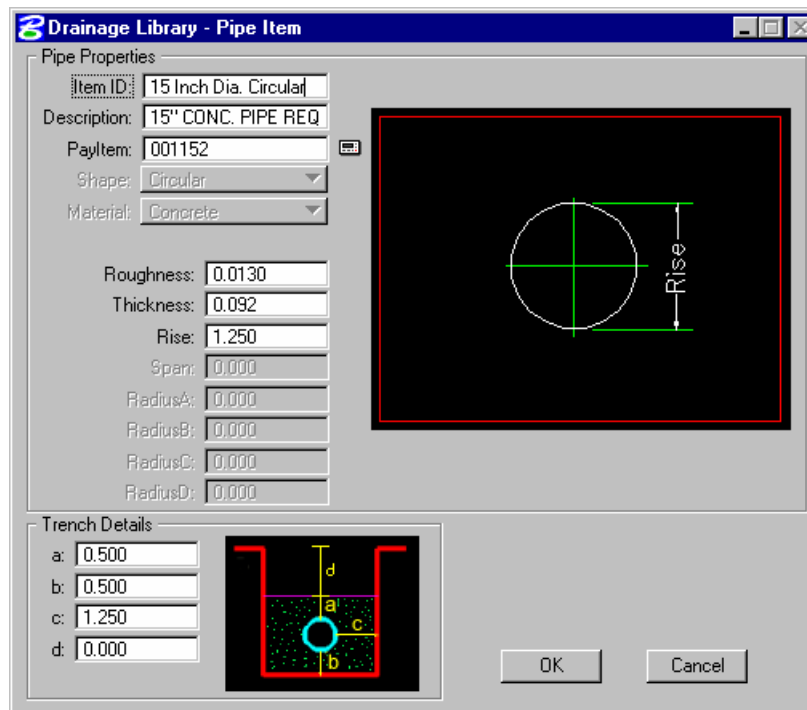 Drainage Library - Pipe Item
Pipe Properties
Item ID: 15 Inch Dia. Circular
Description: 15" CONC. PIPE REQ
PayItem: 001152
Shape: Circular
Material: Concrete
Roughness: 0.0130
Thickness: 0.092
Rise: 1.250
Span: 0.000
RadiusA: 0.000
RadiusB: 0.000
RadiusC: 0.000
RadiusD: 0.000
Rise
Trench Details
a: 0.500
b: 0.500
c: 1.250
d: 0.000
d
a
c
b
OK Cancel